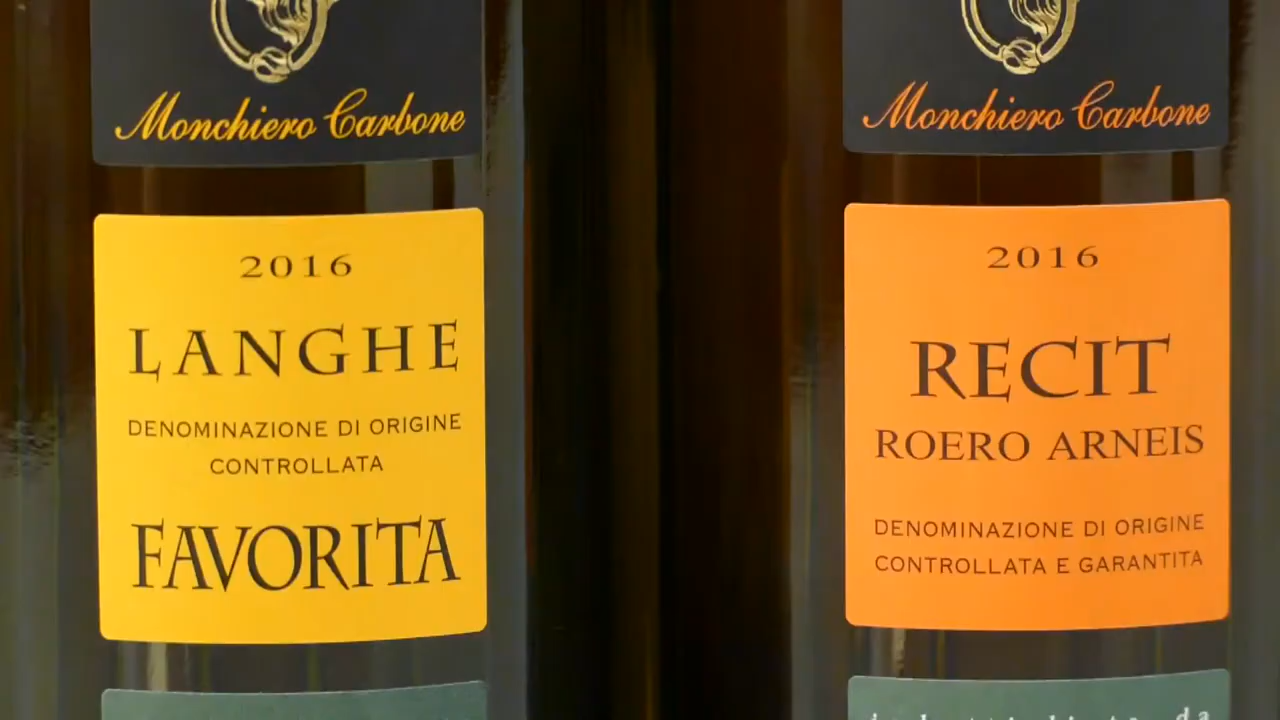 Monchiero Carbone
2016
LANGHE
DENOMINAZIONE DI ORIGINE
CONTROLLATA
FAVORITA
Monchiero Carbone
2016
RECIT
ROERO ARNEIS
DENOMINAZIONE DI ORIGINE
CONTROLLATA E GARANTITA